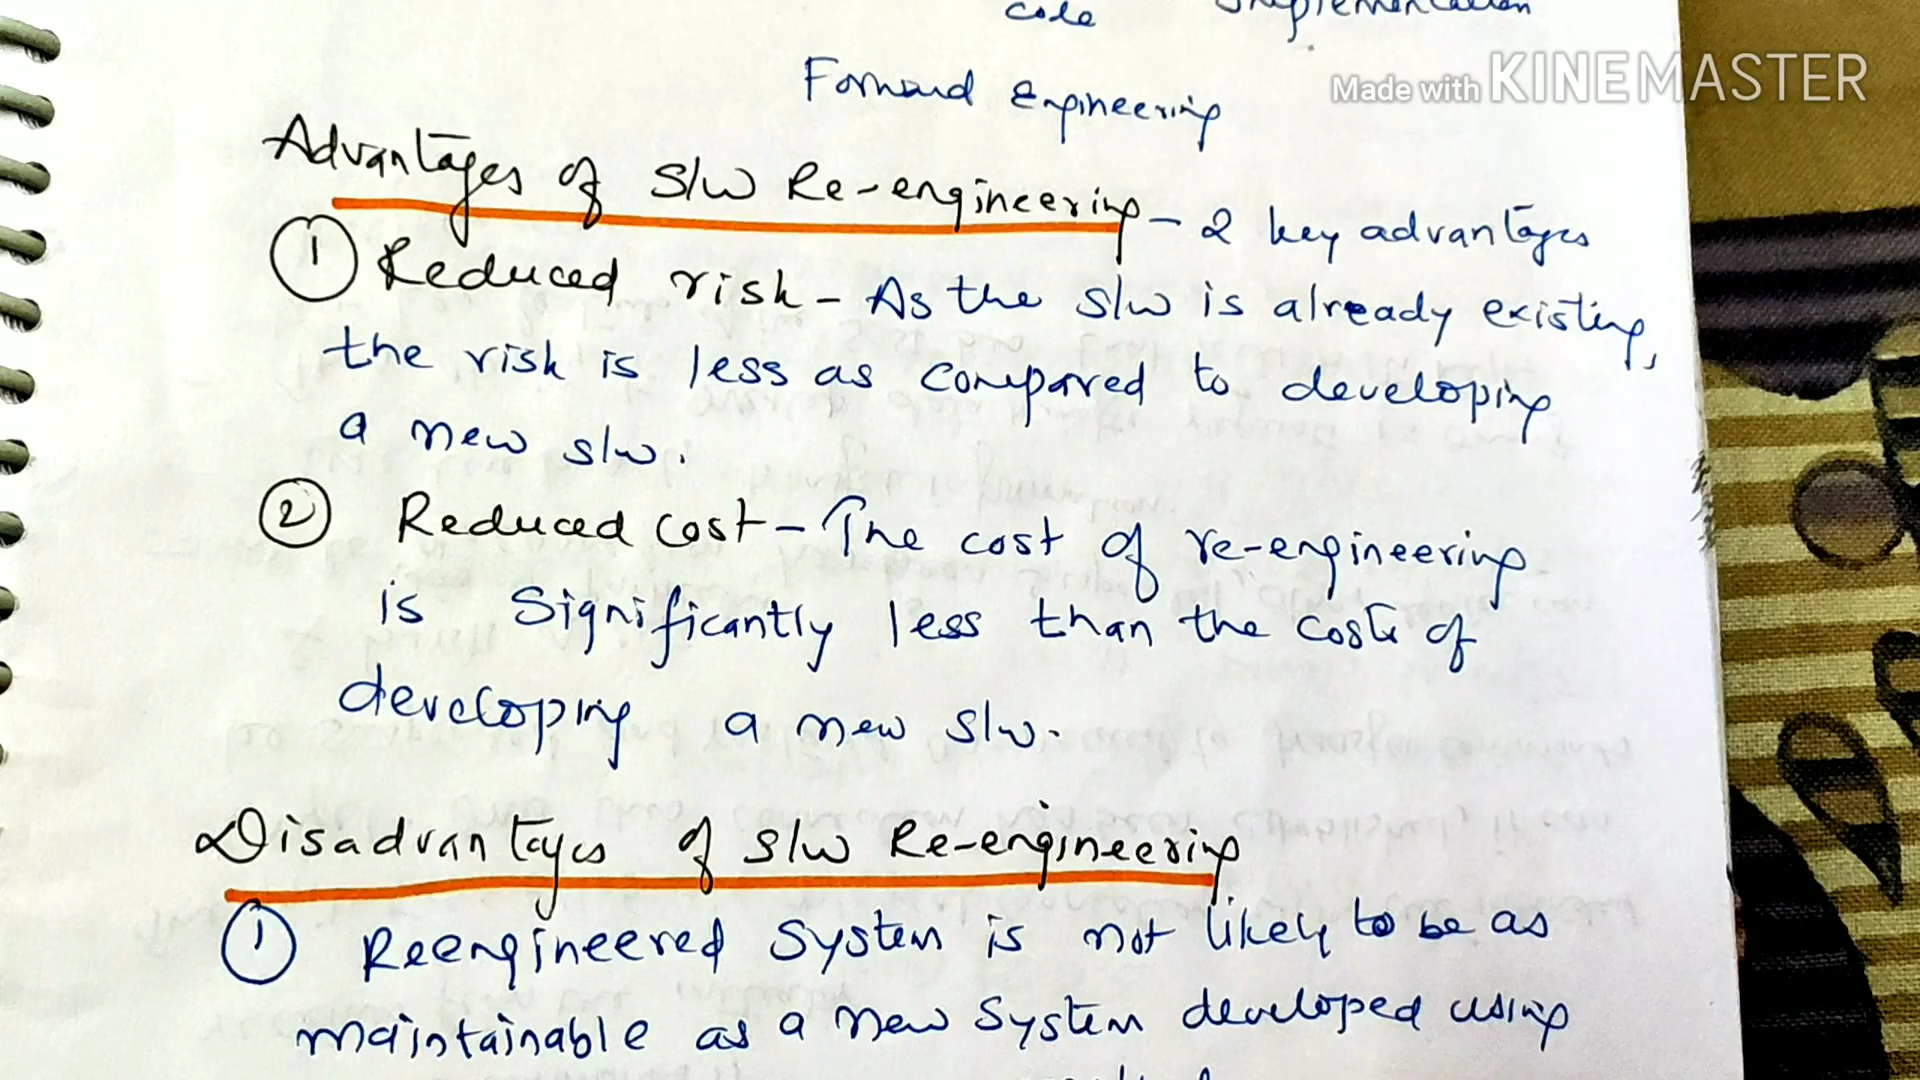 code Implementation
Forward Engineering
Made with KINEMASTER
Advantages of S/W Re-engineering - 2 key advantages
① Reduced risk - As the S/W is already existing,
the risk is less as compared to developing
a new s/w.
② Reduced cost - The cost of re-engineering
is significantly less than the costs of
developing a new s/w.
Disadvantages of S/W Re-engineering
① Reengineered system is not likely to be as
maintainable as a new system developed using